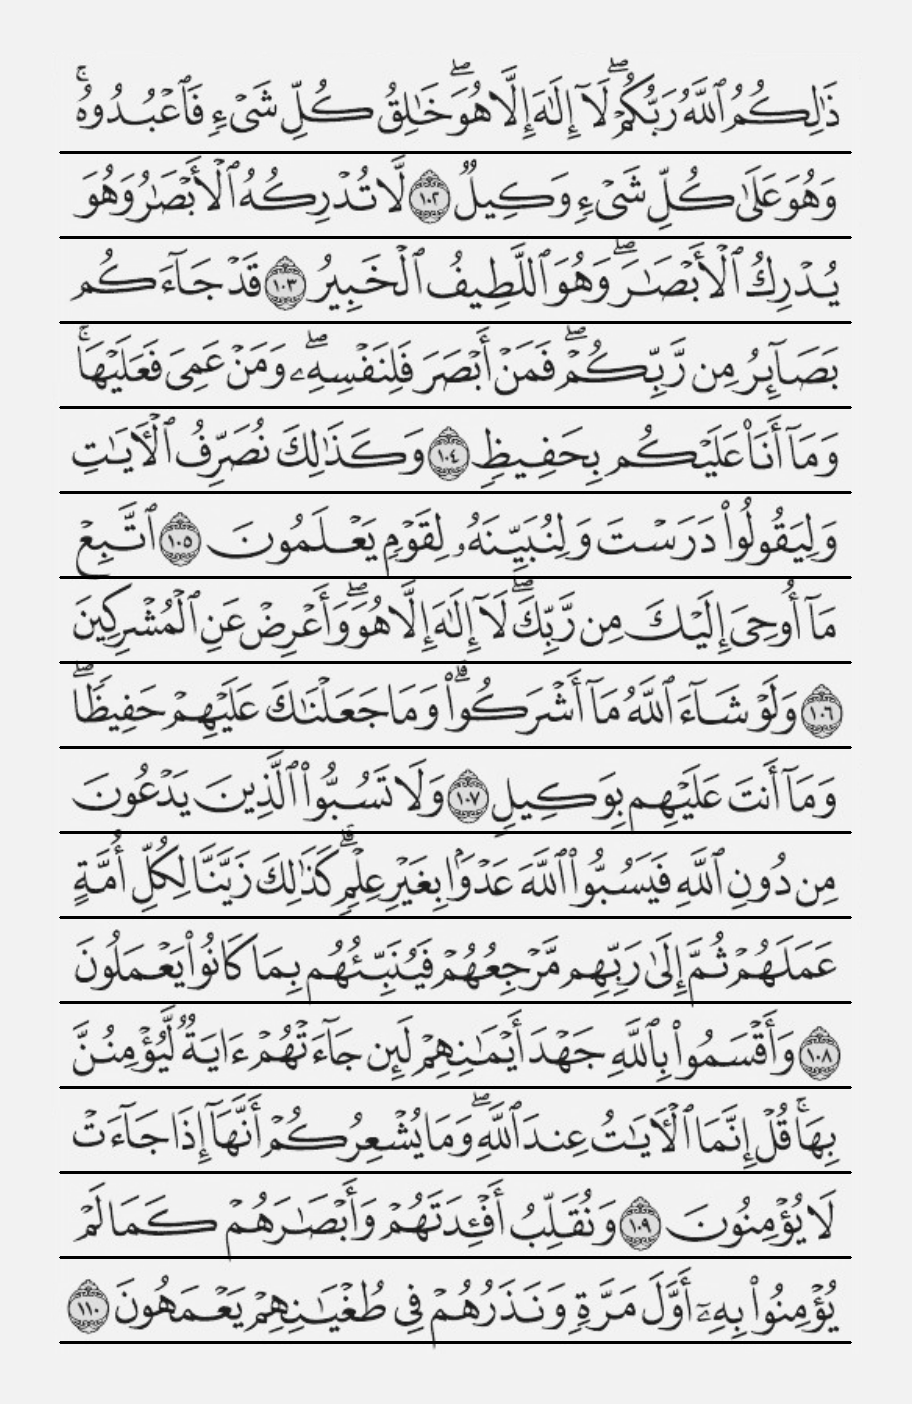 ذَٰلِكُمُ ٱللَّهُ رَبُّكُمْ ۖ لَآ إِلَٰهَ إِلَّا هُوَ ۖ خَٰلِقُ كُلِّ شَىْءٍ فَٱعْبُدُوهُ ۚ
وَهُوَ عَلَىٰ كُلِّ شَىْءٍ وَكِيلٌ ١٠٢ لَّا تُدْرِكُهُ ٱلْأَبْصَٰرُ وَهُوَ
يُدْرِكُ ٱلْأَبْصَٰرَ ۖ وَهُوَ ٱللَّطِيفُ ٱلْخَبِيرُ ١٠٣ قَدْ جَآءَكُم
بَصَآئِرُ مِن رَّبِّكُمْ ۖ فَمَنْ أَبْصَرَ فَلِنَفْسِهِۦ ۖ وَمَنْ عَمِىَ فَعَلَيْهَا ۚ
وَمَآ أَنَا۠ عَلَيْكُم بِحَفِيظٍ ١٠٤ وَكَذَٰلِكَ نُصَرِّفُ ٱلْءَايَٰتِ
وَلِيَقُولُوا۟ دَرَسْتَ وَلِنُبَيِّنَهُۥ لِقَوْمٍ يَعْلَمُونَ ١٠٥ ٱتَّبِعْ
مَآ أُوحِىَ إِلَيْكَ مِن رَّبِّكَ ۖ لَآ إِلَٰهَ إِلَّا هُوَ ۖ وَأَعْرِضْ عَنِ ٱلْمُشْرِكِينَ
١٠٦ وَلَوْ شَآءَ ٱللَّهُ مَآ أَشْرَكُوا۟ ۗ وَمَا جَعَلْنَٰكَ عَلَيْهِمْ حَفِيظًا ۖ
وَمَآ أَنتَ عَلَيْهِم بِوَكِيلٍ ١٠٧ وَلَا تَسُبُّوا۟ ٱلَّذِينَ يَدْعُونَ
مِن دُونِ ٱللَّهِ فَيَسُبُّوا۟ ٱللَّهَ عَدْوًۢا بِغَيْرِ عِلْمٍ ۗ كَذَٰلِكَ زَيَّنَّا لِكُلِّ أُمَّةٍ
عَمَلَهُمْ ثُمَّ إِلَىٰ رَبِّهِم مَّرْجِعُهُمْ فَيُنَبِّئُهُم بِمَا كَانُوا۟ يَعْمَلُونَ
١٠٨ وَأَقْسَمُوا۟ بِٱللَّهِ جَهْدَ أَيْمَٰنِهِمْ لَئِن جَآءَتْهُمْ ءَايَةٌ لَّيُؤْمِنُنَّ
بِهَا ۚ قُلْ إِنَّمَا ٱلْءَايَٰتُ عِندَ ٱللَّهِ ۖ وَمَا يُشْعِرُكُمْ أَنَّهَآ إِذَا جَآءَتْ
لَا يُؤْمِنُونَ ١٠٩ وَنُقَلِّبُ أَفْـِٔدَتَهُمْ وَأَبْصَٰرَهُمْ كَمَا لَمْ
يُؤْمِنُوا۟ بِهِۦٓ أَوَّلَ مَرَّةٍ وَنَذَرُهُمْ فِى طُغْيَٰنِهِمْ يَعْمَهُونَ ١١٠